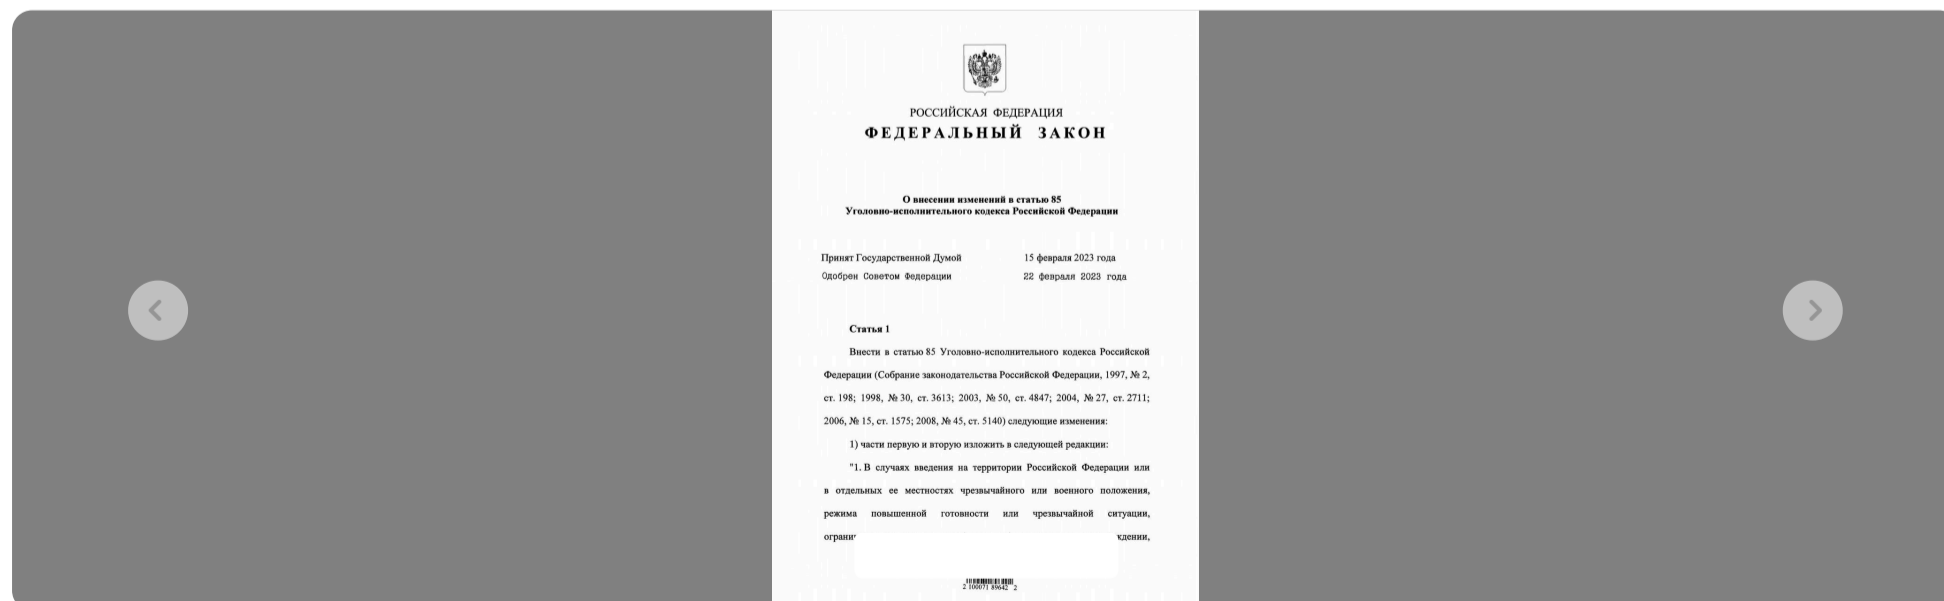 РОССИЙСКАЯ ФЕДЕРАЦИЯ
ФЕДЕРАЛЬНЫЙ ЗАКОН
О внесении изменений в статью 85
Уголовно-исполнительного кодекса Российской Федерации
Принят Государственной Думой 15 февраля 2023 года
Одобрен Советом Федерации 22 февраля 2023 года
Статья 1
Внести в статью 85 Уголовно-исполнительного кодекса Российской
Федерации (Собрание законодательства Российской Федерации, 1997, № 2,
ст. 198; 1998, № 30, ст. 3613; 2003, № 50, ст. 4847; 2004, № 27, ст. 2711;
2006, № 15, ст. 1575; 2008, № 45, ст. 5140) следующие изменения:
1) части первую и вторую изложить в следующей редакции:
"1. В случаях введения на территории Российской Федерации или
в отдельных ее местностях чрезвычайного или военного положения,
режима повышенной готовности или чрезвычайной ситуации,
2 100071 89642 2